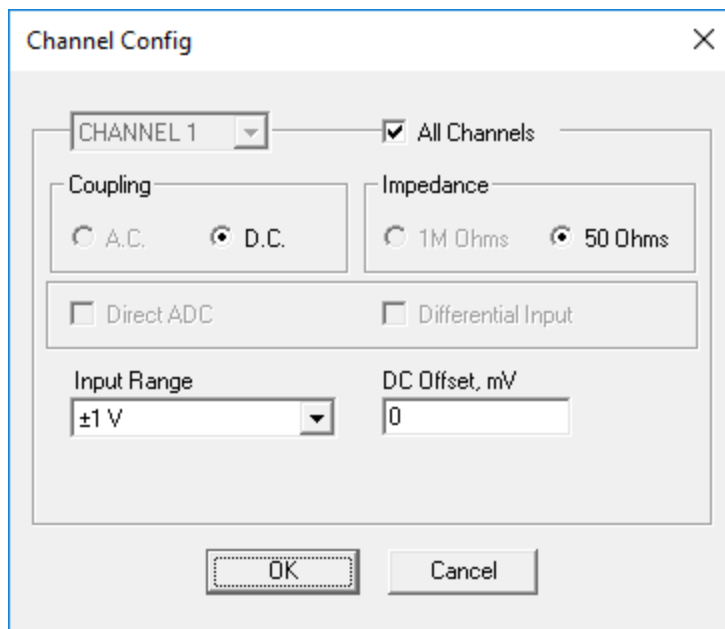 Channel Config
CHANNEL 1
All Channels
Coupling
Impedance
A.C.
D.C.
1M Ohms
50 Ohms
Direct ADC
Differential Input
Input Range
DC Offset, mV
±1 V
0
OK
Cancel